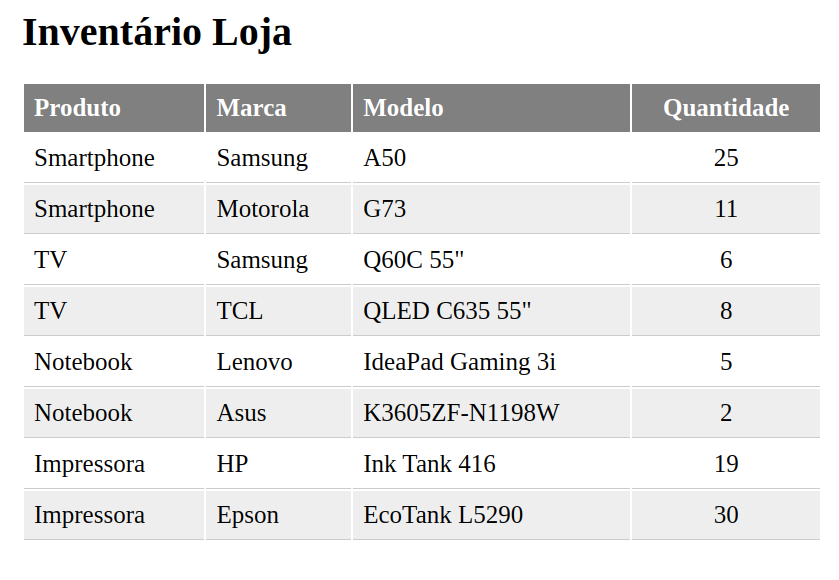 Inventário Loja
Produto Marca Modelo Quantidade
Smartphone Samsung A50 25
Smartphone Motorola G73 11
TV Samsung Q60C 55" 6
TV TCL QLED C635 55" 8
Notebook Lenovo IdeaPad Gaming 3i 5
Notebook Asus K3605ZF-N1198W 2
Impressora HP Ink Tank 416 19
Impressora Epson EcoTank L5290 30